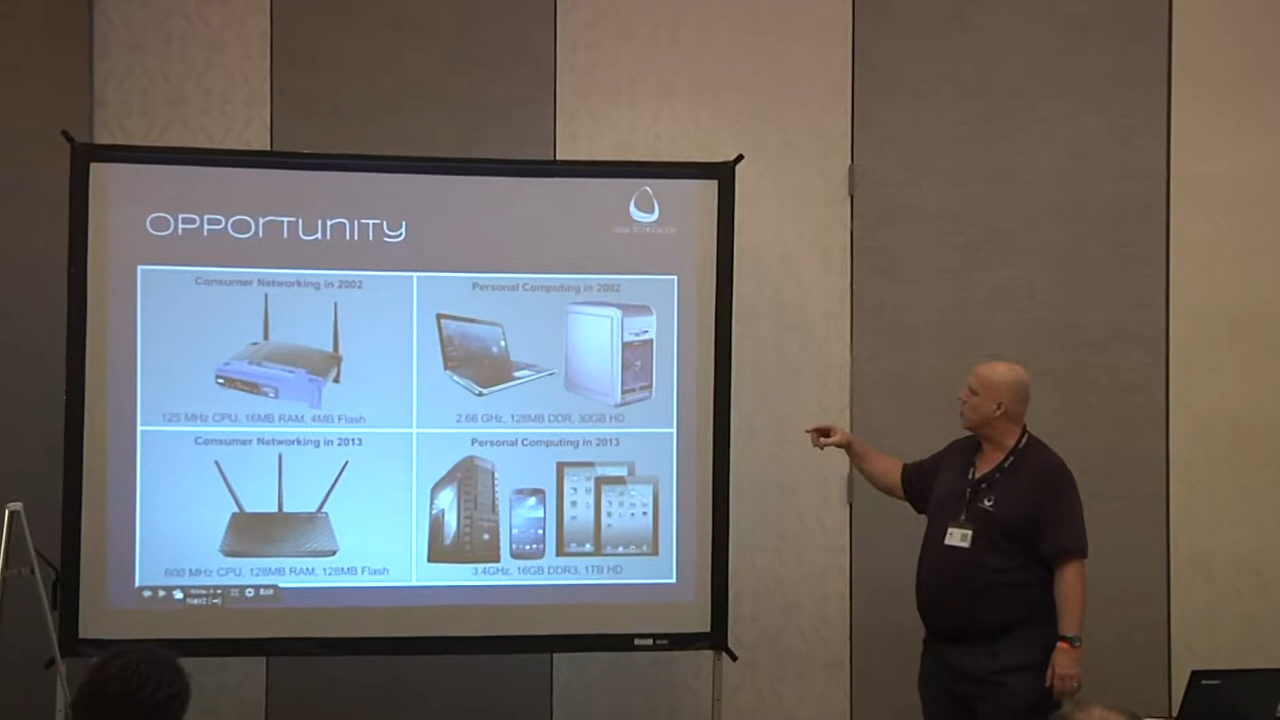 OPPOrTUNITY
Consumer Networking in 2002
125 MHz CPU, 16MB RAM, 4MB Flash
Personal Computing in 2002
2.66 GHz, 128MB DDR, 30GB HD
Consumer Networking in 2013
600 MHz CPU, 128MB RAM, 128MB Flash
Personal Computing in 2013
3.4GHz, 16GB DDR3, 1TB HD
Exit
Next (→)